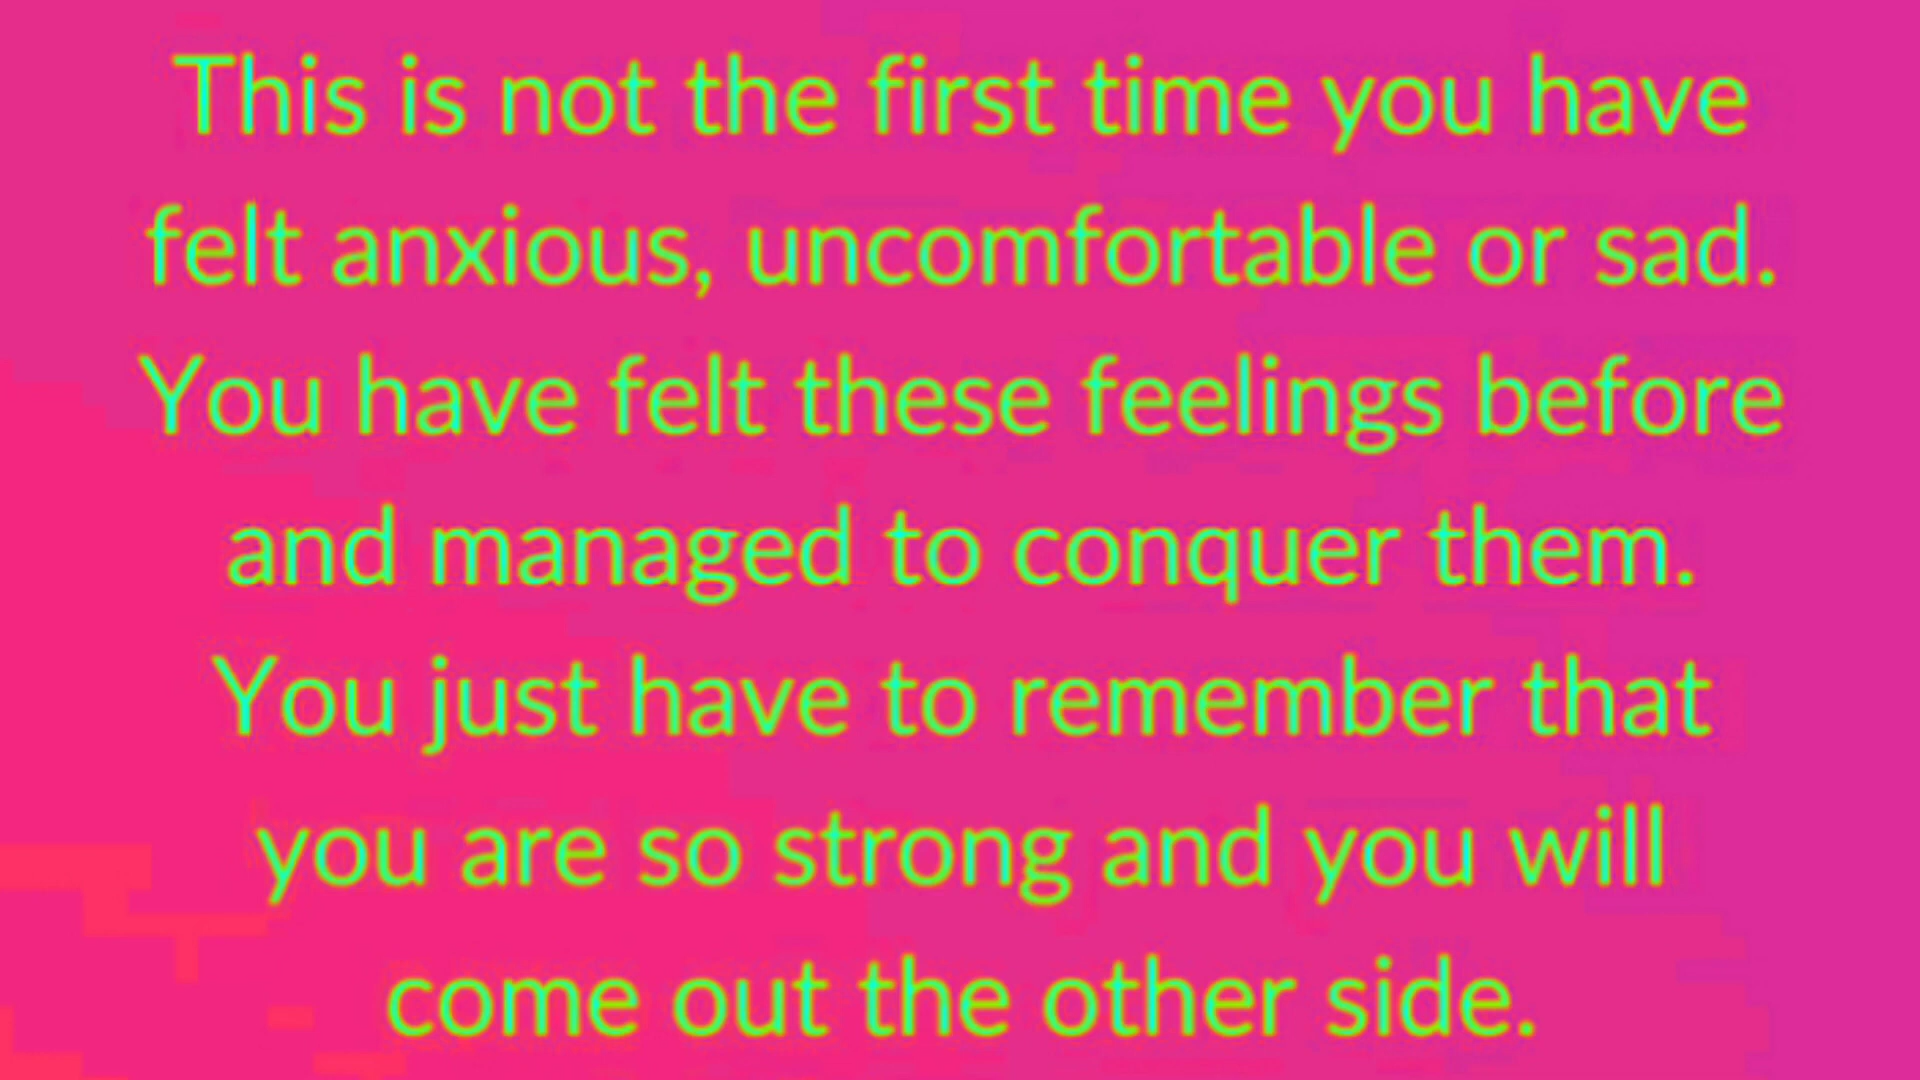 This is not the first time you have
felt anxious, uncomfortable or sad.
You have felt these feelings before
and managed to conquer them.
You just have to remember that
you are so strong and you will
come out the other side.